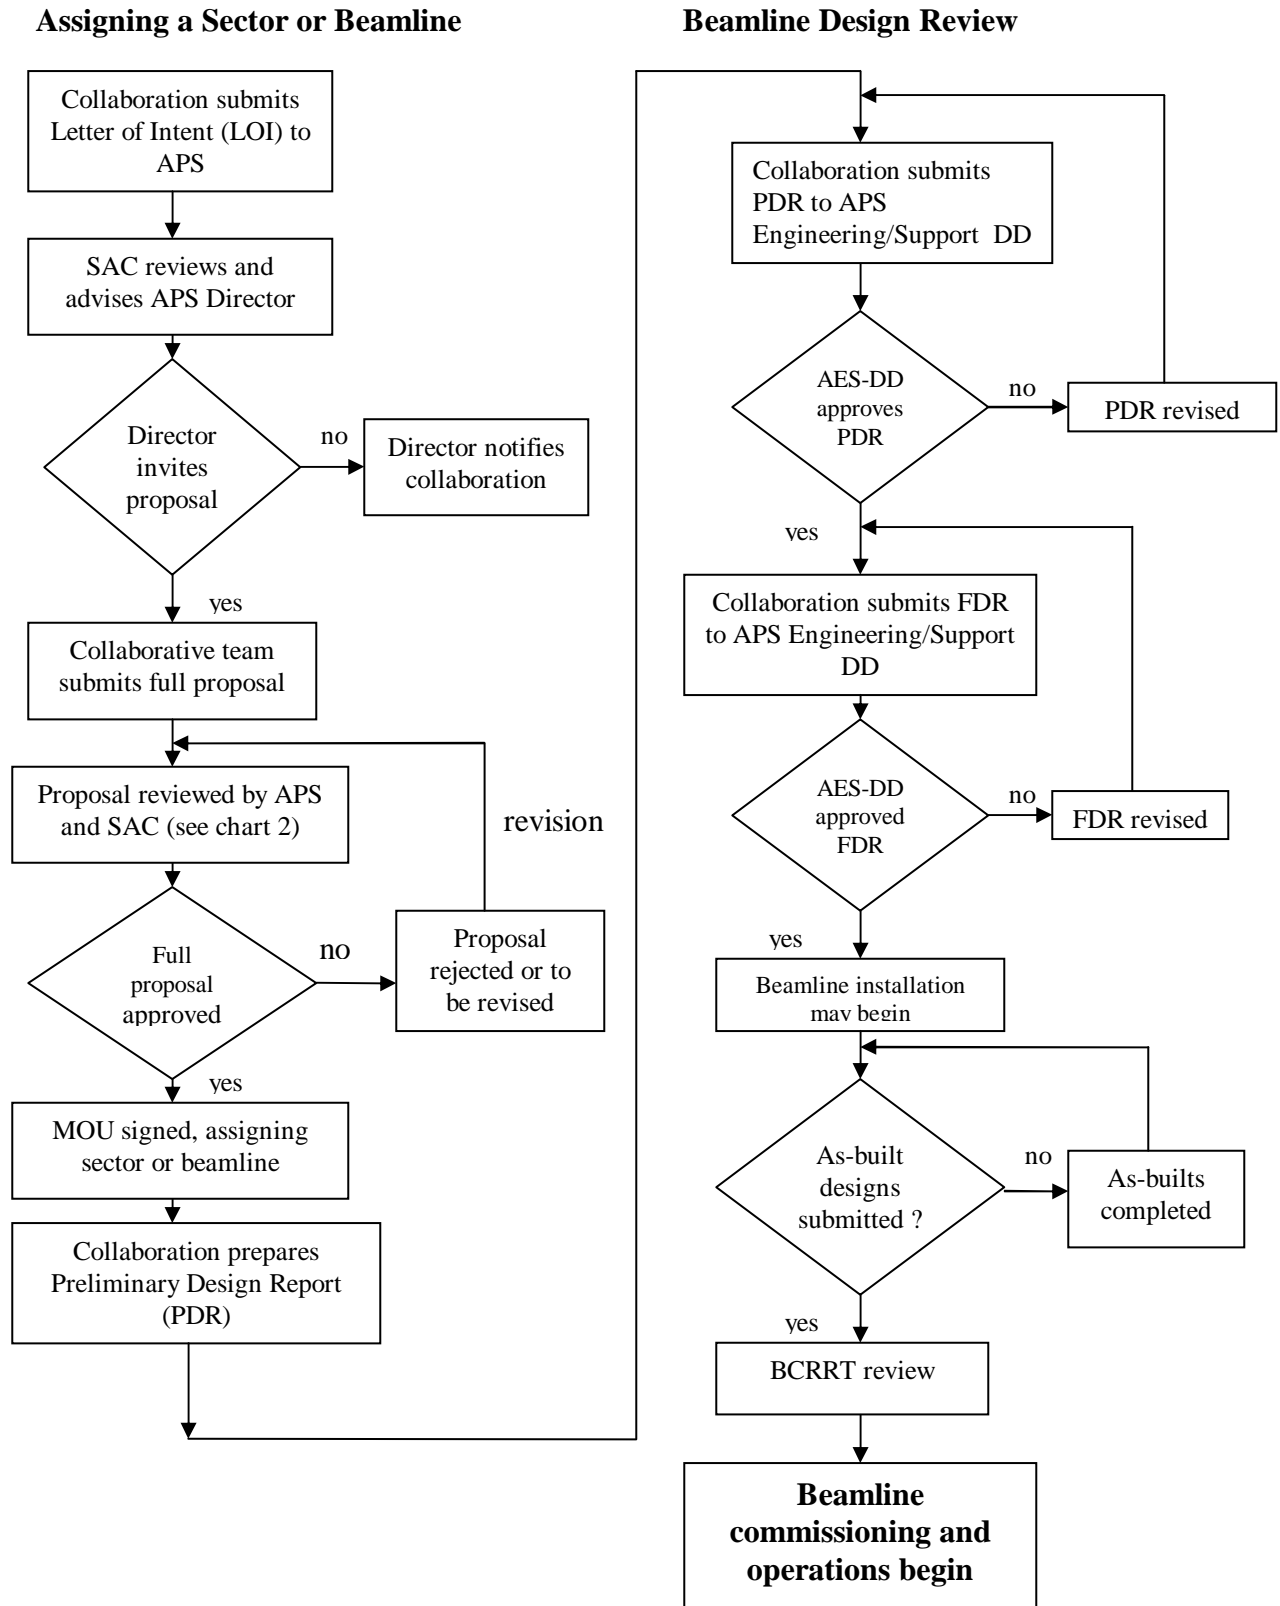 Assigning a Sector or Beamline
Collaboration submits
Letter of Intent (LOI) to
APS
SAC reviews and
advises APS Director
Director
invites
proposal
no
Director notifies
collaboration
yes
Collaborative team
submits full proposal
Proposal reviewed by APS
and SAC (see chart 2)
revision
Full
proposal
approved
no
Proposal
rejected or to
be revised
yes
MOU signed, assigning
sector or beamline
Collaboration prepares
Preliminary Design Report
(PDR)
Beamline Design Review
Collaboration submits
PDR to APS
Engineering/Support DD
AES-DD
approves
PDR
no
PDR revised
yes
Collaboration submits FDR
to APS Engineering/Support
DD
AES-DD
approved
FDR
no
FDR revised
yes
Beamline installation
may begin
As-built
designs
submitted ?
no
As-builts
completed
yes
BCRRT review
Beamline
commissioning and
operations begin